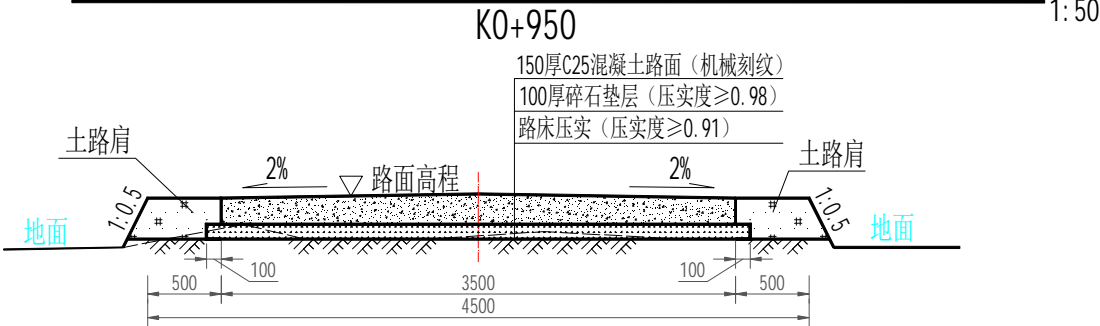 1:50
K0+950
150厚C25混凝土路面（机械刻纹）
100厚碎石垫层（压实度≥0.98）
路床压实（压实度≥0.91）
土路肩
2%
路面高程
2%
土路肩
1:0.5
1:0.5
地面
地面
500
100
3500
100
500
4500